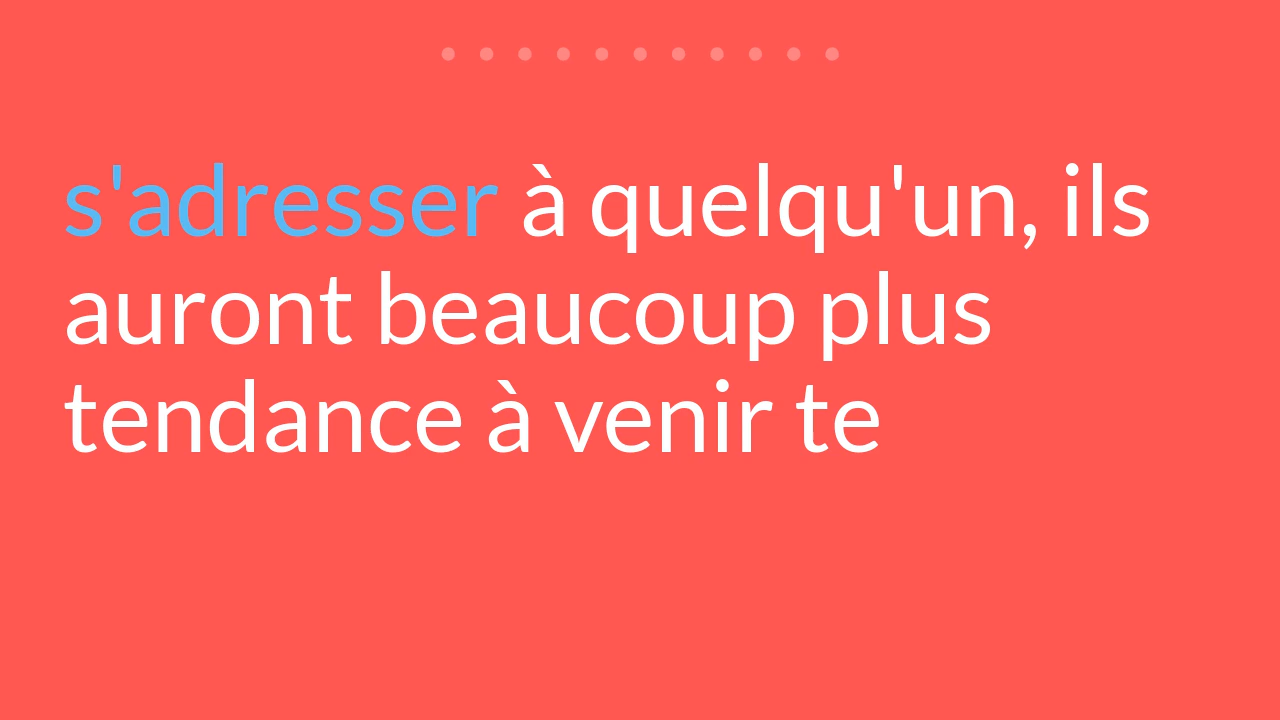 s'adresser à quelqu'un, ils
auront beaucoup plus
tendance à venir te